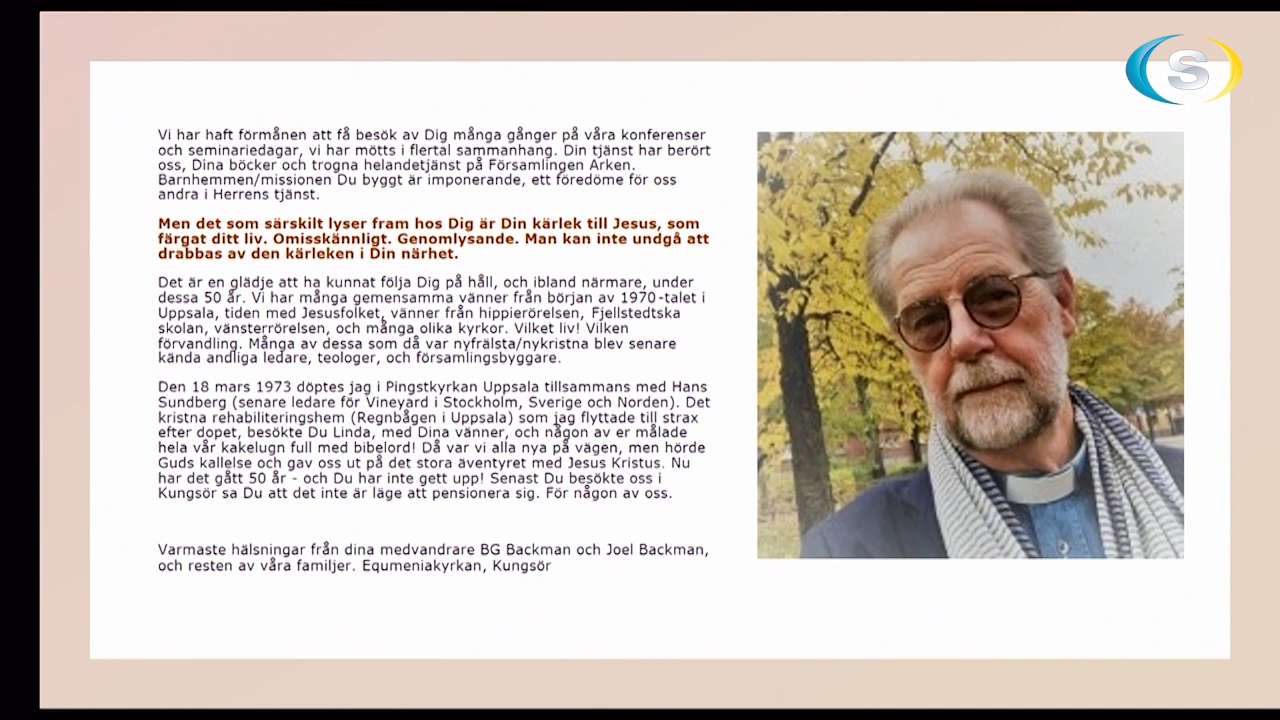 S
Vi har haft förmånen att få besök av Dig många gånger på våra konferenser
och seminariedagar, vi har mötts i flertal sammanhang. Din tjänst har berört
oss, Dina böcker och trogna helandetjänst på Församlingen Arken.
Barnhemmen/missionen Du byggt är imponerande, ett föredöme för oss
andra i Herrens tjänst.
Men det som särskilt lyser fram hos Dig är Din kärlek till Jesus, som
färgat ditt liv. Omisskännligt. Genomlysande. Man kan inte undgå att
drabbas av den kärleken i Din närhet.
Det är en glädje att ha kunnat följa Dig på håll, och ibland närmare, under
dessa 50 år. Vi har många gemensamma vänner från början av 1970-talet i
Uppsala, tiden med Jesusfolket, vänner från hippierörelsen, Fjellstedtska
skolan, vänsterrörelsen, och många olika kyrkor. Vilket liv! Vilken
förvandling. Många av dessa som då var nyfrälsta/nykristna blev senare
kända andliga ledare, teologer, och församlingsbyggare.
Den 18 mars 1973 döptes jag i Pingstkyrkan Uppsala tillsammans med Hans
Sundberg (senare ledare för Vineyard i Stockholm, Sverige och Norden). Det
kristna rehabiliteringshem (Regnbågen i Uppsala) som jag flyttade till strax
efter dopet, besökte Du Linda, med Dina vänner, och någon av er målade
hela vår kakelugn full med bibelord! Då var vi alla nya på vägen, men hörde
Guds kallelse och gav oss ut på det stora äventyret med Jesus Kristus. Nu
har det gått 50 år - och Du har inte gett upp! Senast Du besökte oss i
Kungsör sa Du att det inte är läge att pensionera sig. För någon av oss.
Varmaste hälsningar från dina medvandrare BG Backman och Joel Backman,
och resten av våra familjer. Equmeniakyrkan, Kungsör